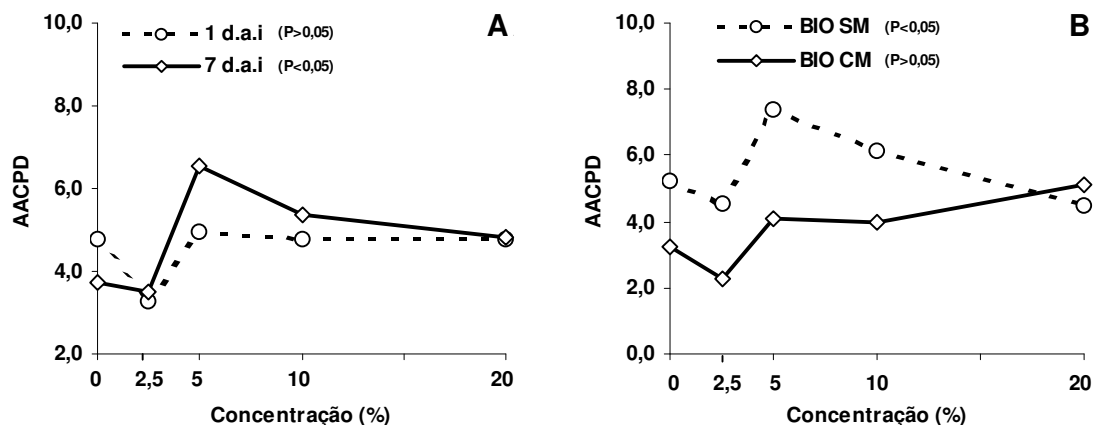 A
1 d.a.i (P>0,05)
7 d.a.i (P<0,05)
10,0
8,0
6,0
4,0
2,0
AACPD
0 2,5 5 10 20
Concentração (%)
B
BIO SM (P<0,05)
BIO CM (P>0,05)
10,0
8,0
6,0
4,0
2,0
0,0
AACPD
0 2,5 5 10 20
Concentração (%)